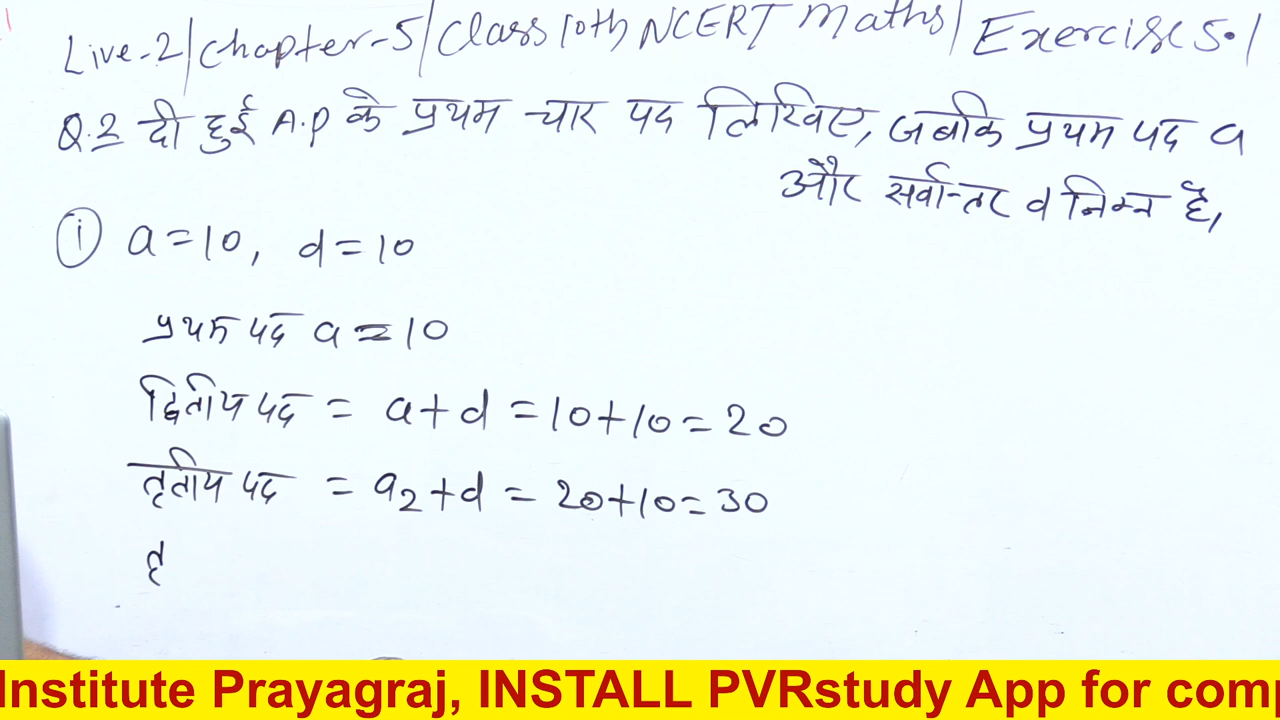 Live-2/Chapter-5/Class 10th NCERT Maths/Exercise 5.1
Q.2 दी हुई A.P के प्रथम चार पद लिखिए, जबकि प्रथम पद a
और सर्वान्तर d निम्न है,
i a=10, d=10
प्रथम पद a=10
द्वितीय पद = a+d =10+10=20
तृतीय पद = a₂+d = 20+10=30
तृ
Institute Prayagraj, INSTALL PVRstudy App for comp